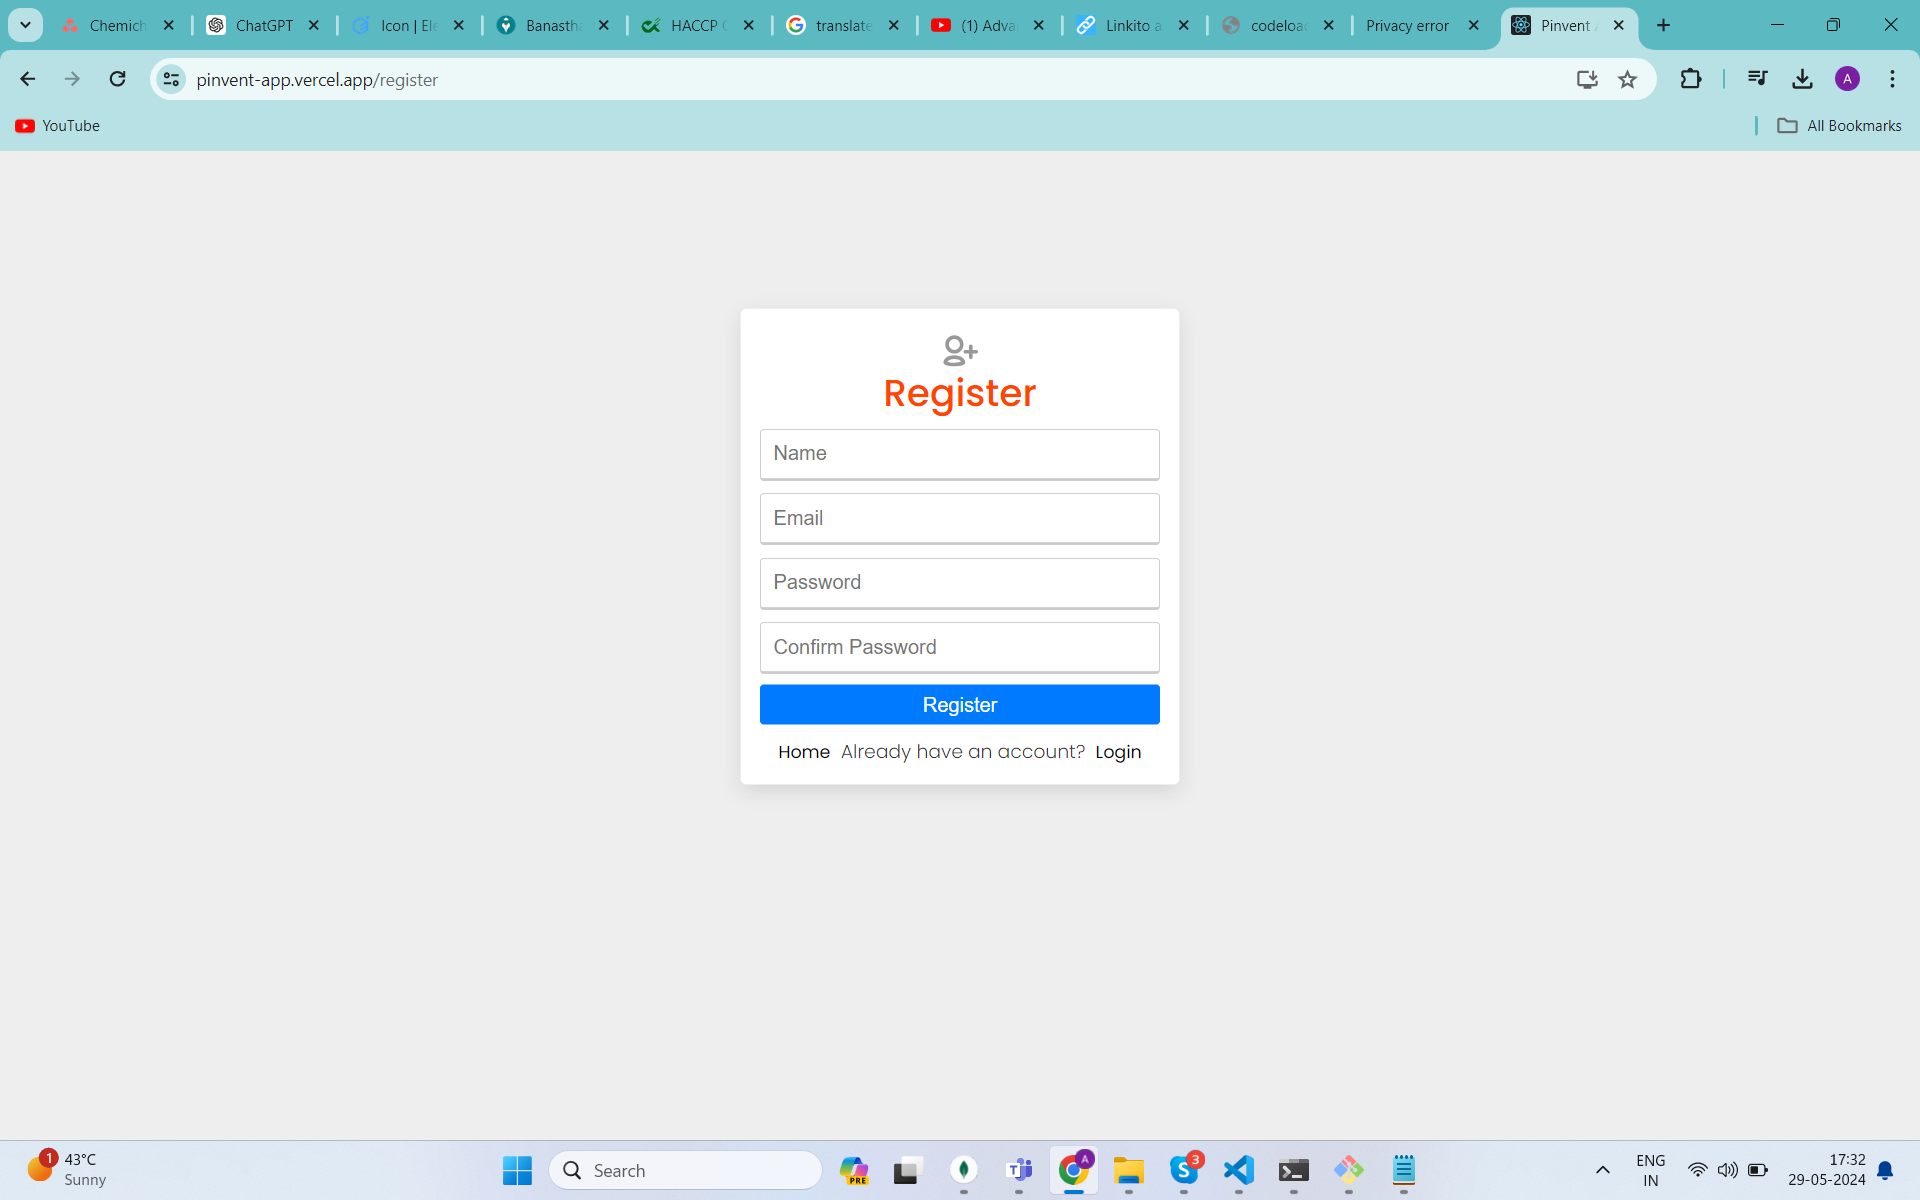 Chemich
ChatGPT
Icon | Ele
Banastha
HACCP C
translate
(1) Adva
Linkito a
codeload
Privacy error
Pinvent A
pinvent-app.vercel.app/register
A
YouTube
All Bookmarks
Register
Name
Email
Password
Confirm Password
Register
Home Already have an account? Login
1
43°C
Sunny
Search
PRE
T
A
S
3
ENG
IN
17:32
29-05-2024